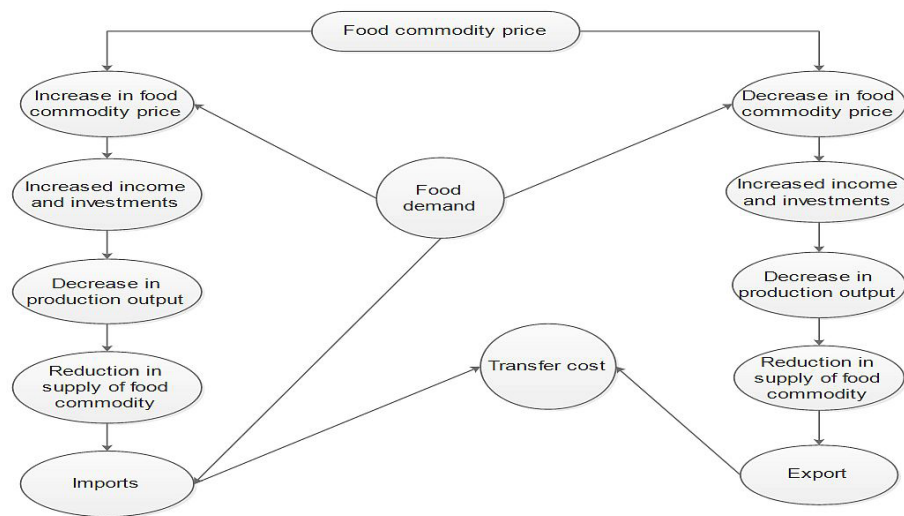 Food commodity price
Increase in food
commodity price
Decrease in food
commodity price
Increased income
and investments
Food
demand
Increased income
and investments
Decrease in
production output
Decrease in
production output
Reduction in
supply of food
commodity
Transfer cost
Reduction in
supply of food
commodity
Imports
Export